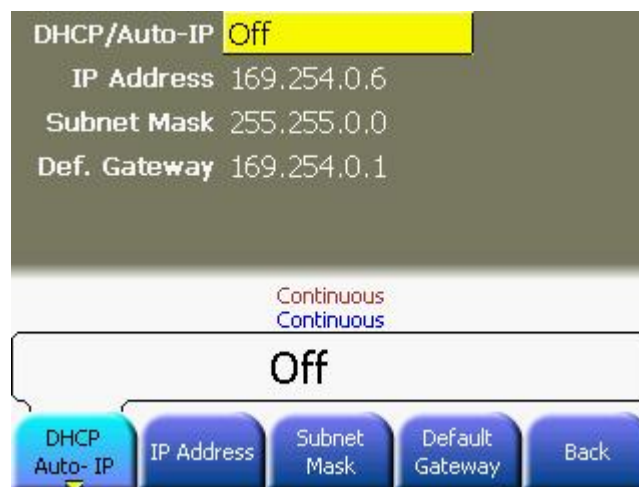 DHCP/Auto-IP Off
IP Address 169.254.0.6
Subnet Mask 255.255.0.0
Def. Gateway 169.254.0.1
Continuous
Continuous
Off
DHCP
Auto- IP
IP Address
Subnet
Mask
Default
Gateway
Back